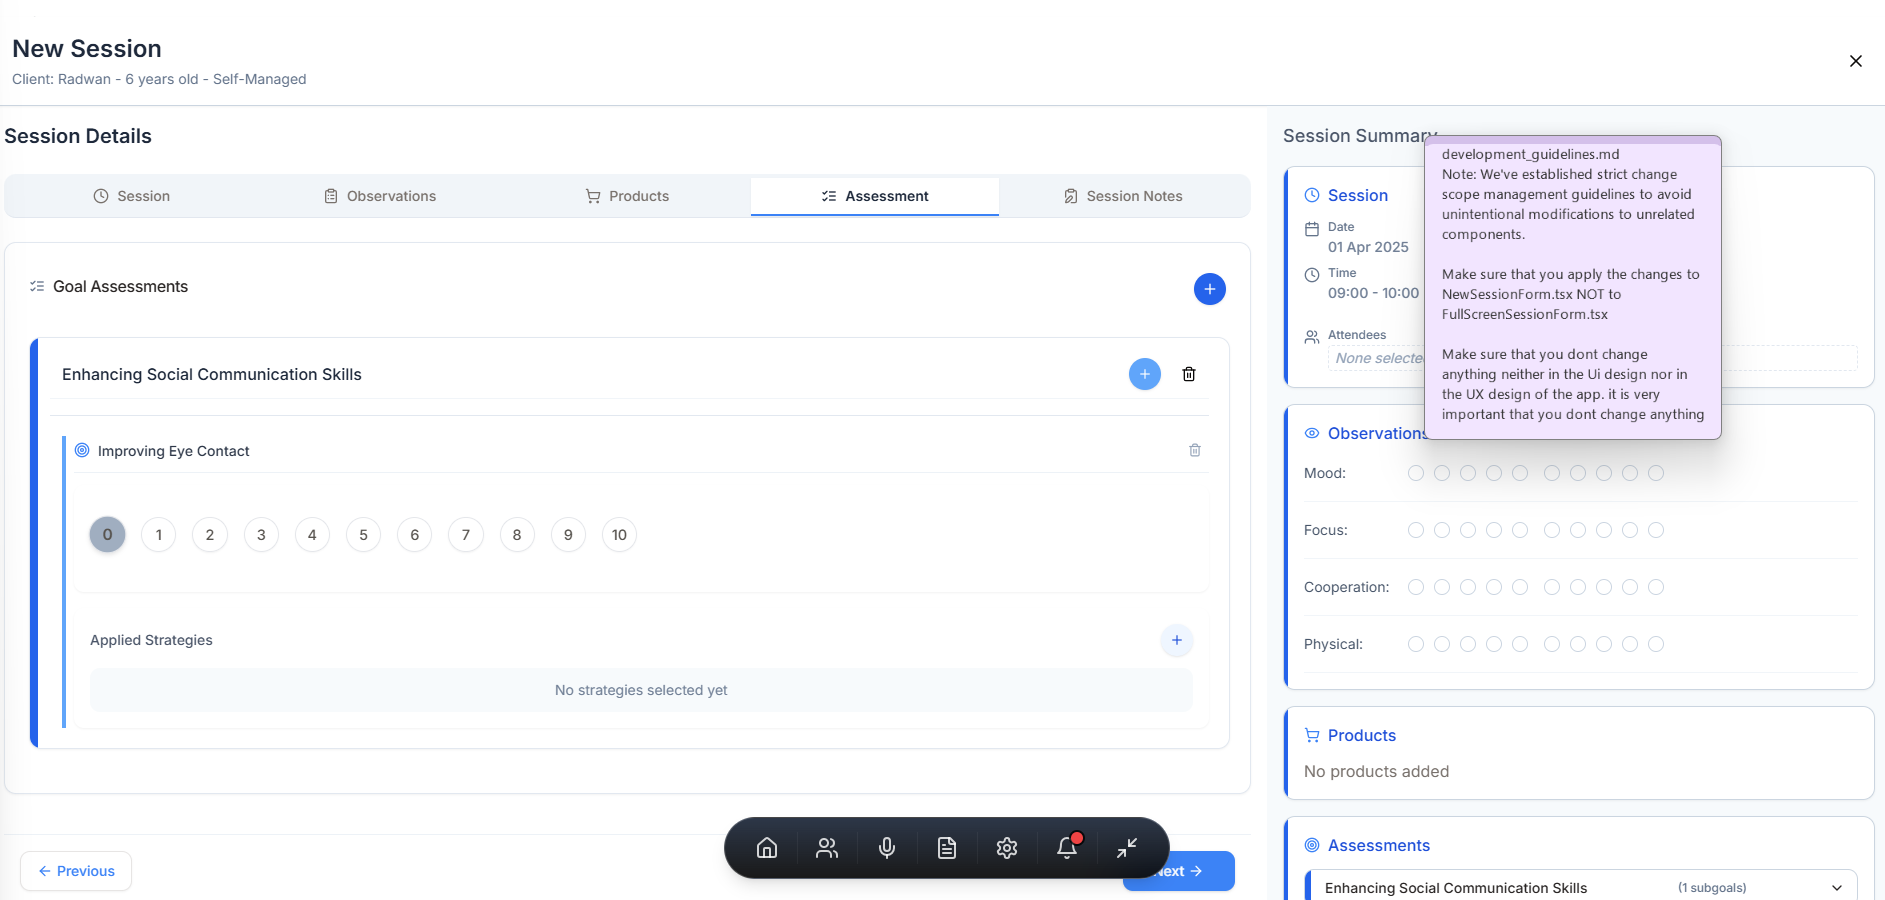 New Session
Client: Radwan - 6 years old - Self-Managed
Session Details
Session
Observations
Products
Assessment
Session Notes
Goal Assessments
Enhancing Social Communication Skills
Improving Eye Contact
0 1 2 3 4 5 6 7 8 9 10
Applied Strategies
No strategies selected yet
Previous
Next
Session Summary
Session
Date
01 Apr 2025
Time
09:00 - 10:00
Attendees
None selected
development_guidelines.md
Note: We've established strict change
scope management guidelines to avoid
unintentional modifications to unrelated
components.
Make sure that you apply the changes to
NewSessionForm.tsx NOT to
FullScreenSessionForm.tsx
Make sure that you dont change
anything neither in the Ui design nor in
the UX design of the app. it is very
important that you dont change anything
Observations
Mood:
Focus:
Cooperation:
Physical:
Products
No products added
Assessments
Enhancing Social Communication Skills
(1 subgoals)